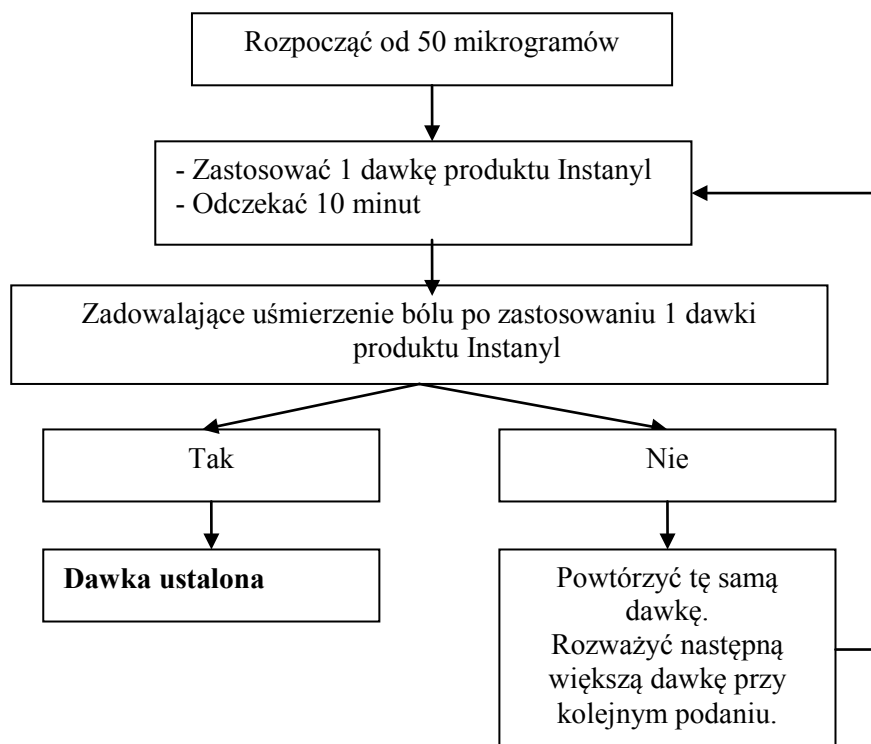 Rozpocząć od 50 mikrogramów
- Zastosować 1 dawkę produktu Instanyl
- Odczekać 10 minut
Zadowalające uśmierzenie bólu po zastosowaniu 1 dawki
produktu Instanyl
Tak
Nie
Dawka ustalona
Powtórzyć tę samą
dawkę.
Rozważyć następną
większą dawkę przy
kolejnym podaniu.